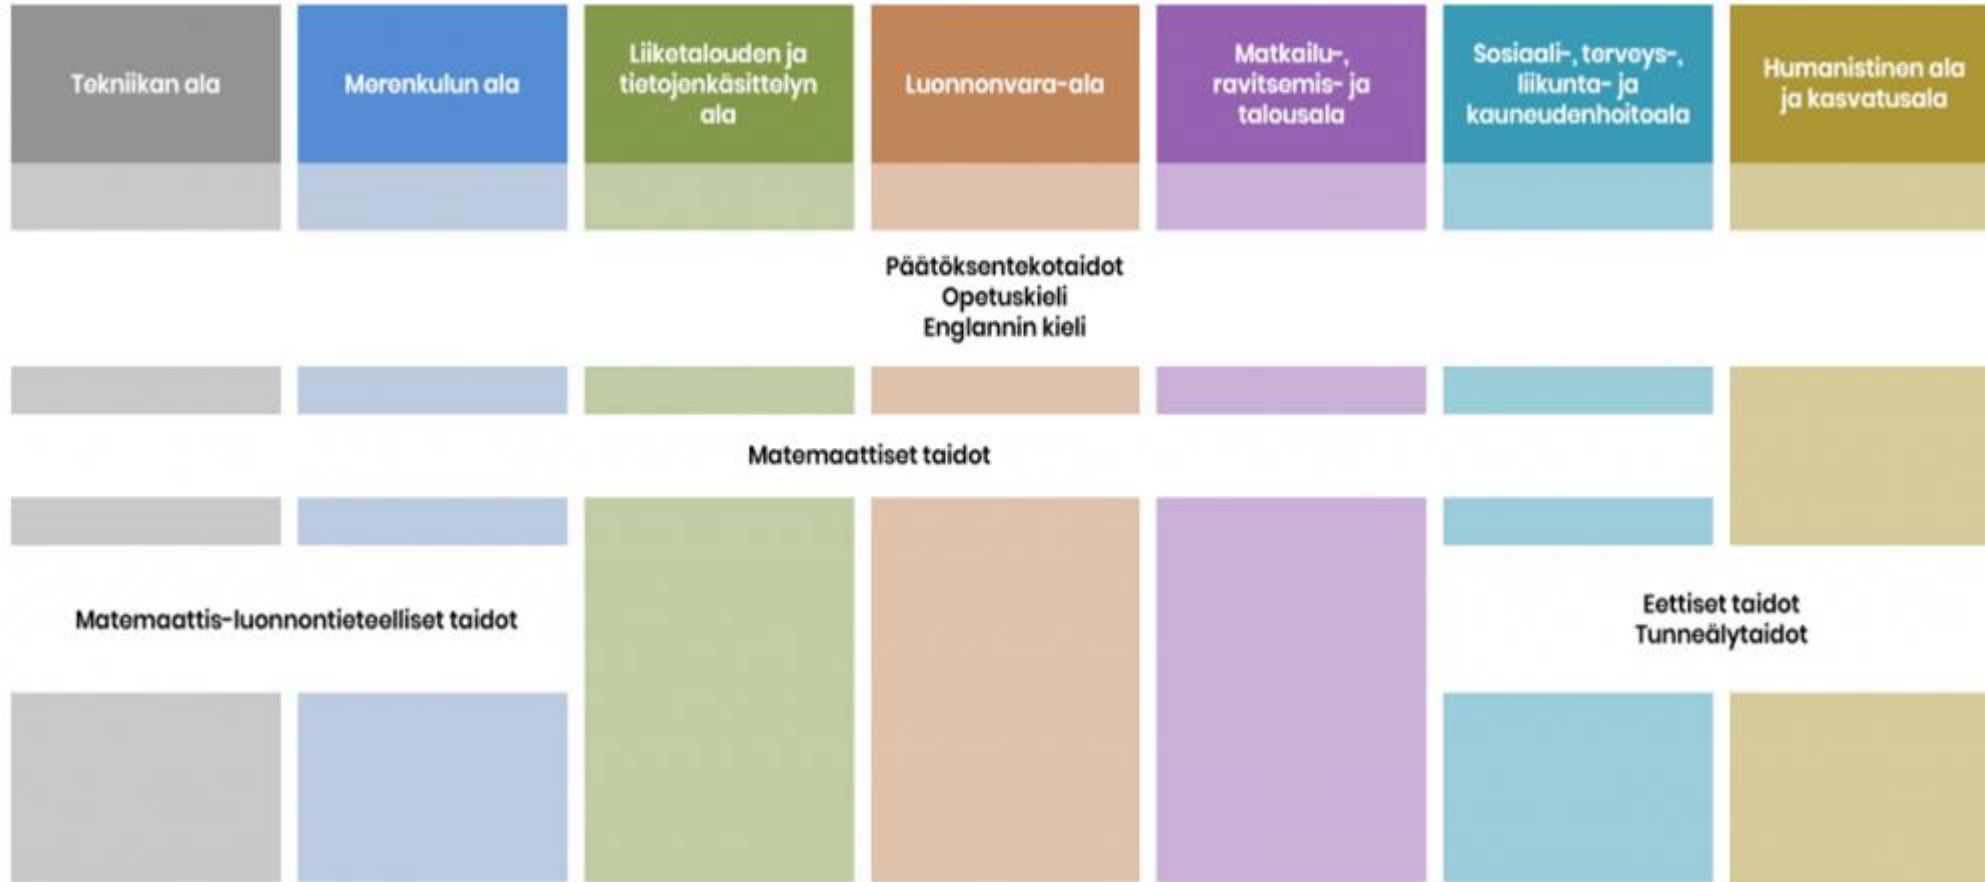 Tekniikan ala
Merenkulun ala
Liiketalouden ja
tietojenkäsittelyn
ala
Luonnonvara-ala
Matkailu-,
ravitsemis- ja
talousala
Sosiaali-, terveys-,
liikunta- ja
kauneudenhoitoala
Humanistinen ala
ja kasvatusala
Päätöksentekotaidot
Opetuskieli
Englannin kieli
Matemaattiset taidot
Matemaattis-luonnontieteelliset taidot
Eettiset taidot
Tunneälytaidot